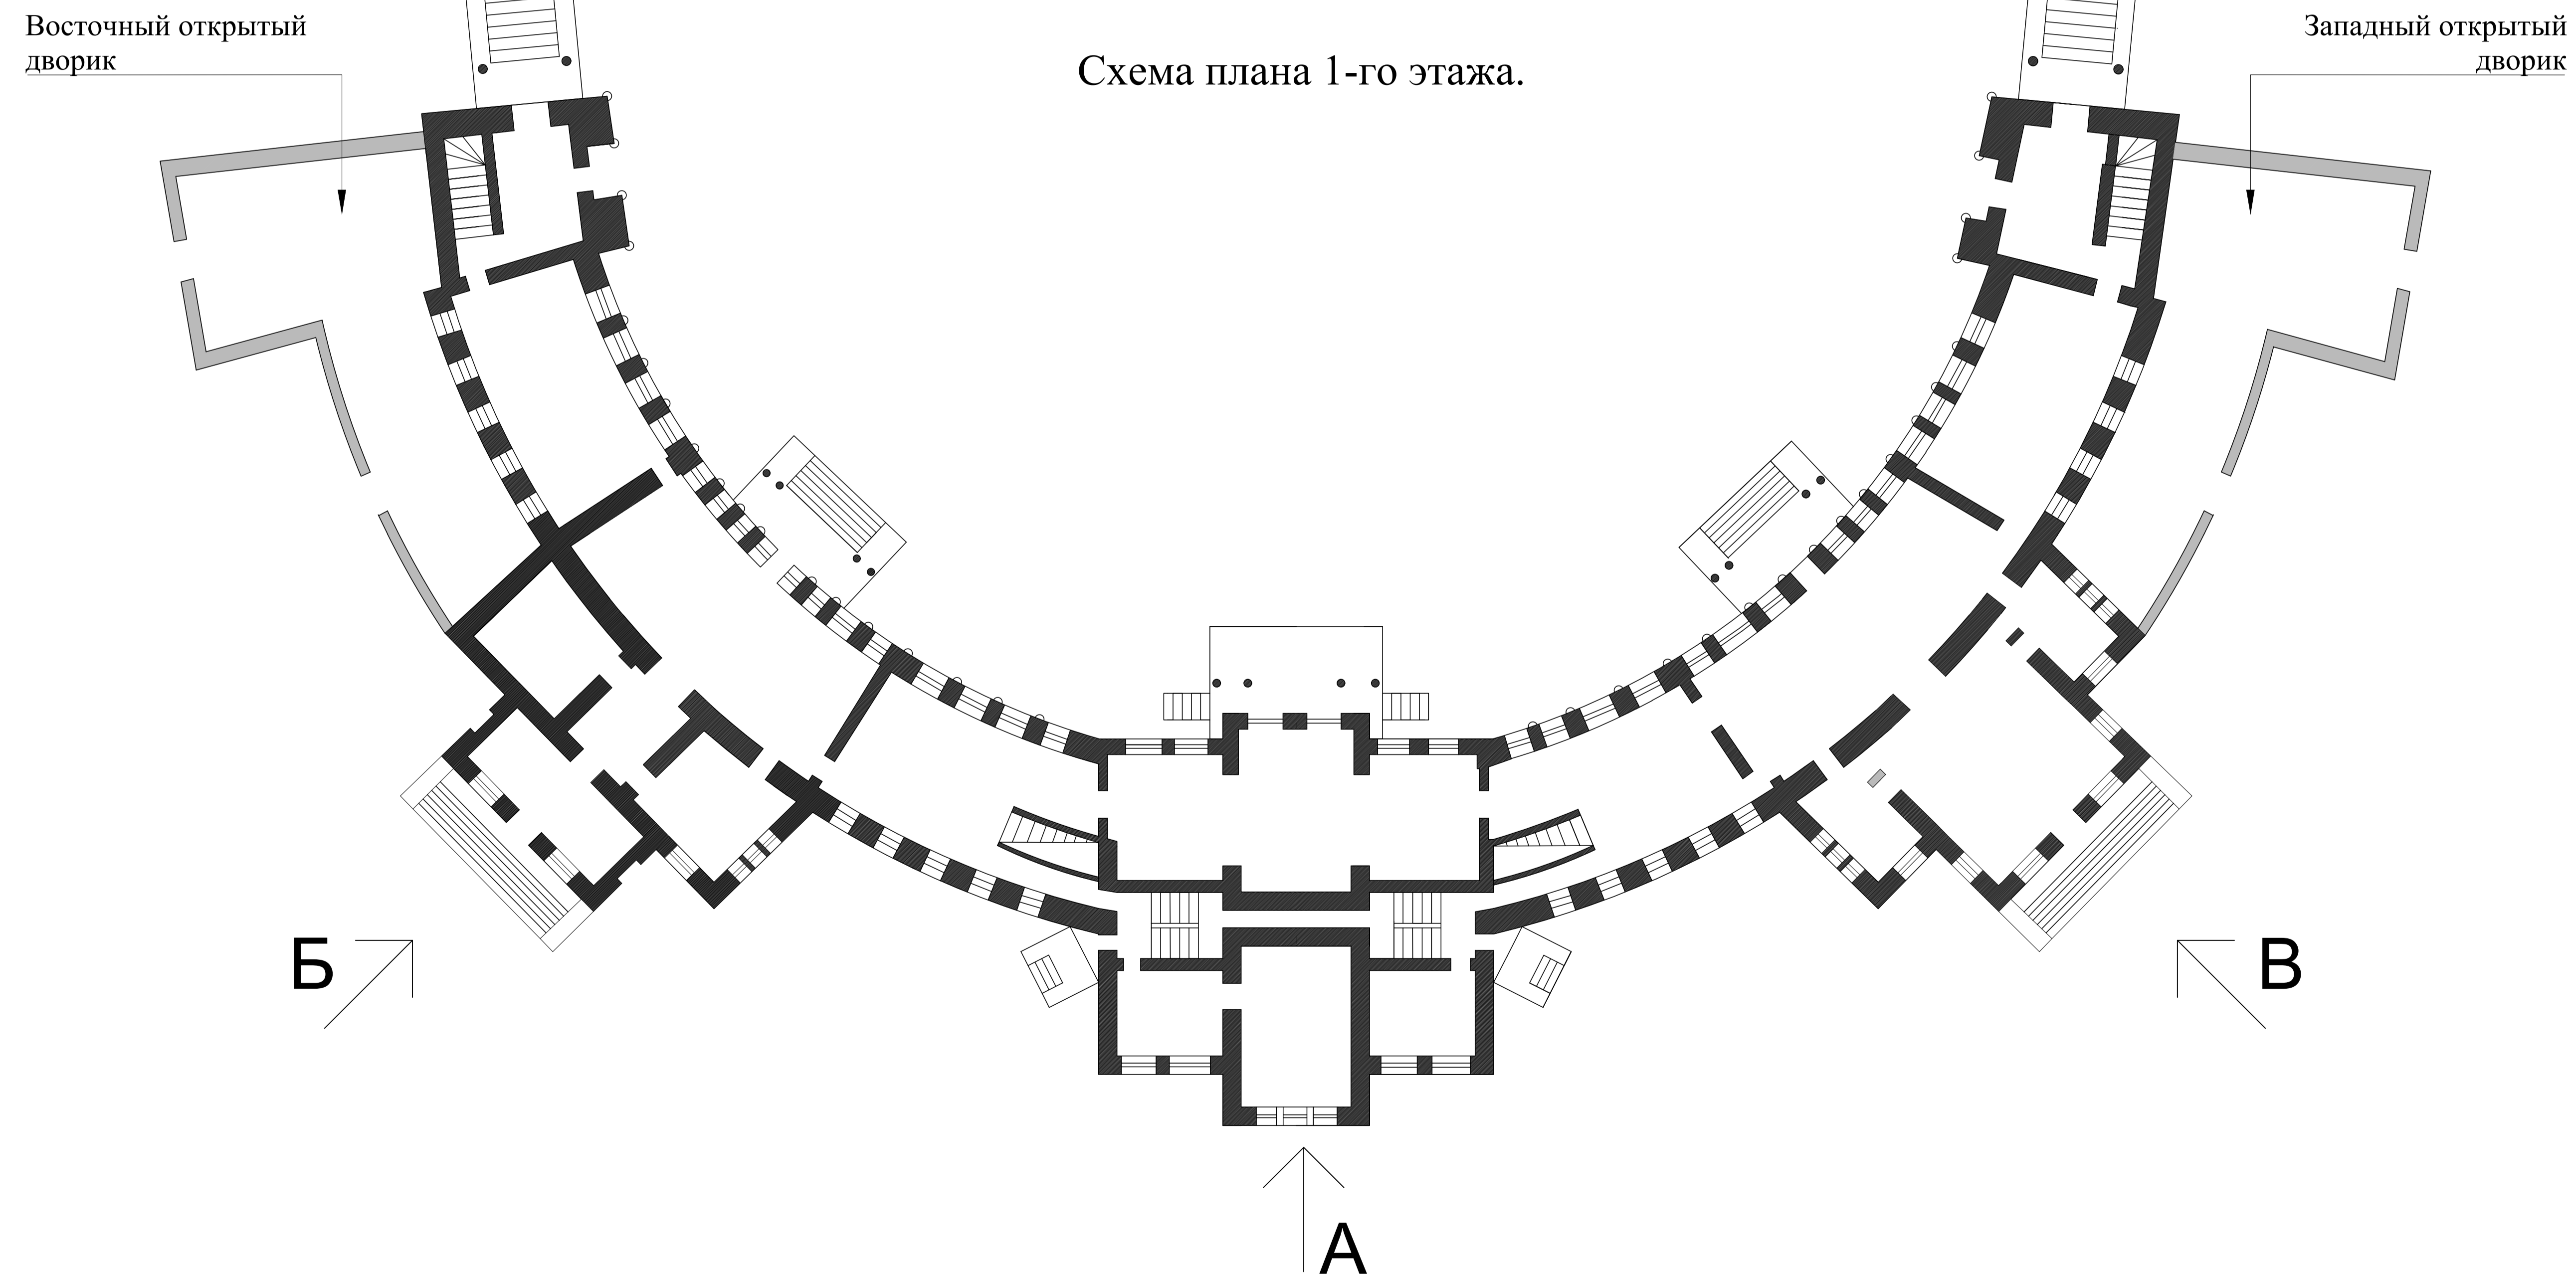 Восточный открытый
дворик
Схема плана 1-го этажа.
Западный открытый
дворик
Б
В
А